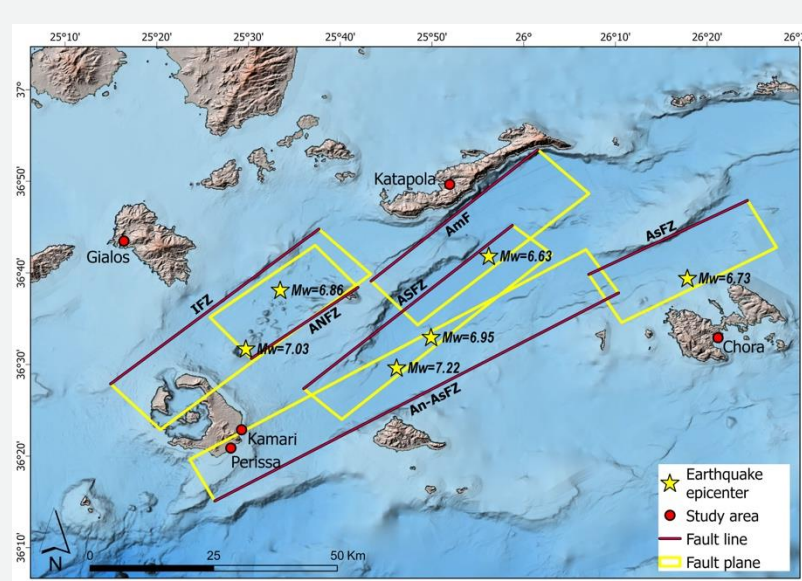 25°10' 25°20' 25°30' 25°40' 25°50' 26° 26°10' 26°20'
37°
36°50'
36°40'
36°30'
36°20'
36°10'
Katapola
AmF
AsFZ
Gialos
IFZ
Mw=6.86
ASFZ
Mw=6.63
Mw=6.73
ANFZ
Mw=7.03
Mw=6.95
Chora
Mw=7.22
An-AsFZ
Kamari
Perissa
N
0 25 50 Km
Earthquake
epicenter
Study area
Fault line
Fault plane